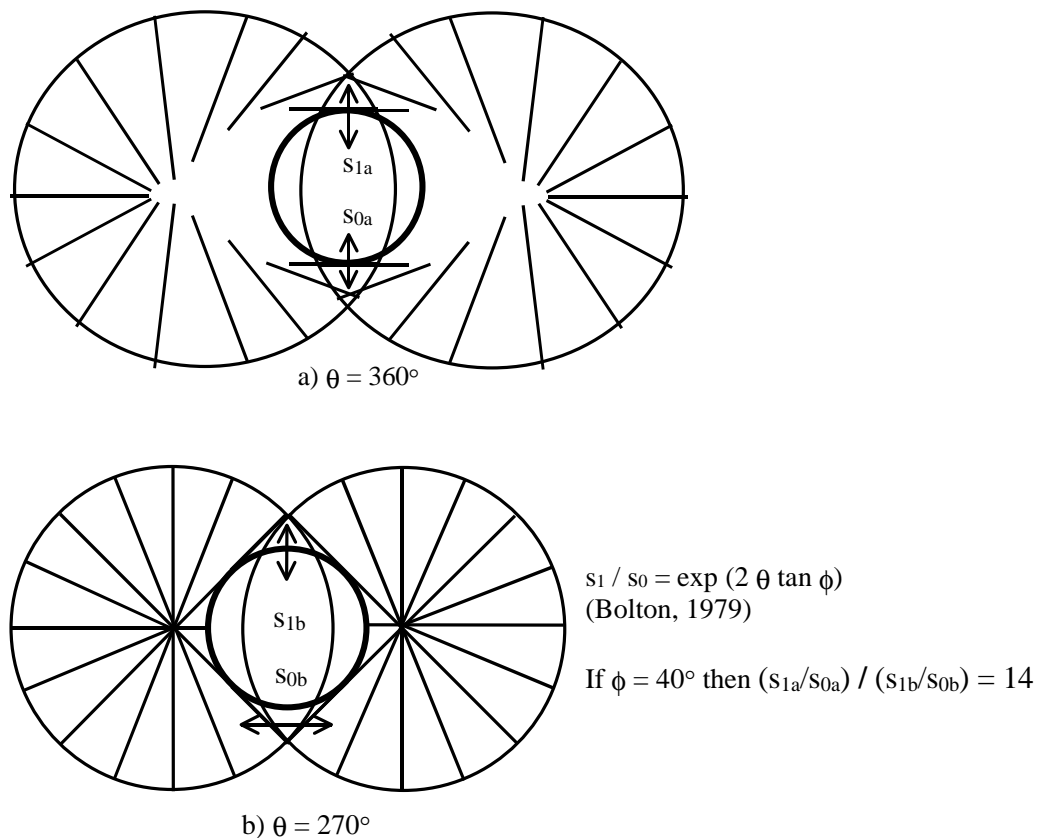 s1a
s0a
a) θ = 360°
s1b
s0b
s1 / s0 = exp (2 θ tan ϕ)
(Bolton, 1979)
If ϕ = 40° then (s1a/s0a) / (s1b/s0b) = 14
b) θ = 270°